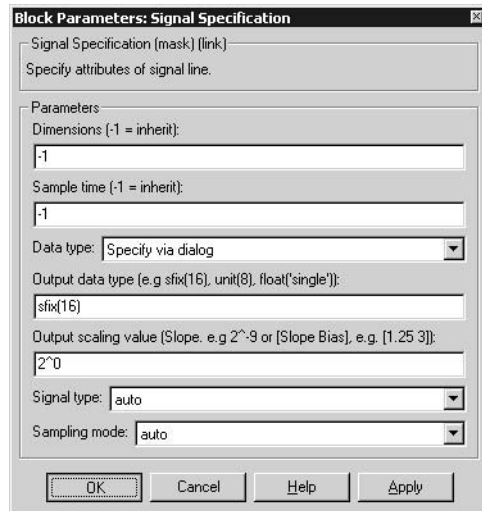 Block Parameters: Signal Specification
Signal Specification (mask) (link)
Specify attributes of signal line.
Parameters
Dimensions (-1 = inherit):
-1
Sample time (-1 = inherit):
-1
Data type: Specify via dialog
Output data type (e.g sfix(16), unit(8), float('single')):
sfix(16)
Output scaling value (Slope. e.g 2^-9 or [Slope Bias], e.g. [1.25 3]):
2^0
Signal type: auto
Sampling mode: auto
OK Cancel Help Apply